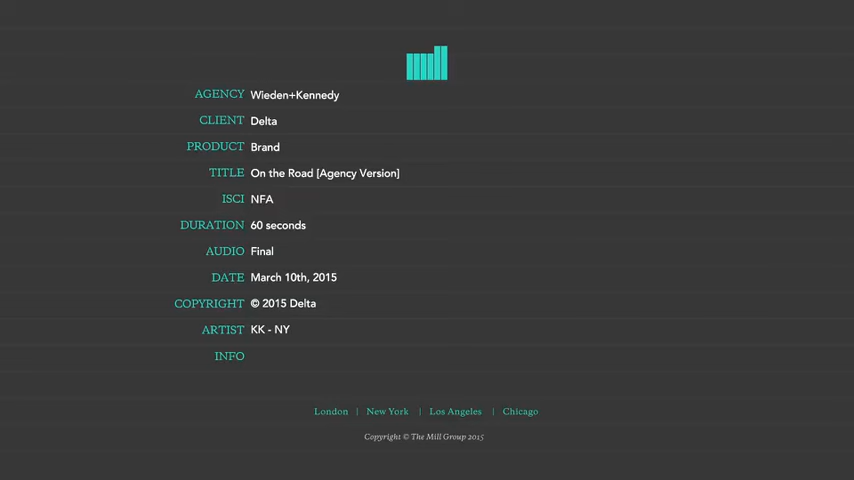 AGENCY Wieden+Kennedy
CLIENT Delta
PRODUCT Brand
TITLE On the Road [Agency Version]
ISCI NFA
DURATION 60 seconds
AUDIO Final
DATE March 10th, 2015
COPYRIGHT © 2015 Delta
ARTIST KK - NY
INFO
London | New York | Los Angeles | Chicago
Copyright © The Mill Group 2015